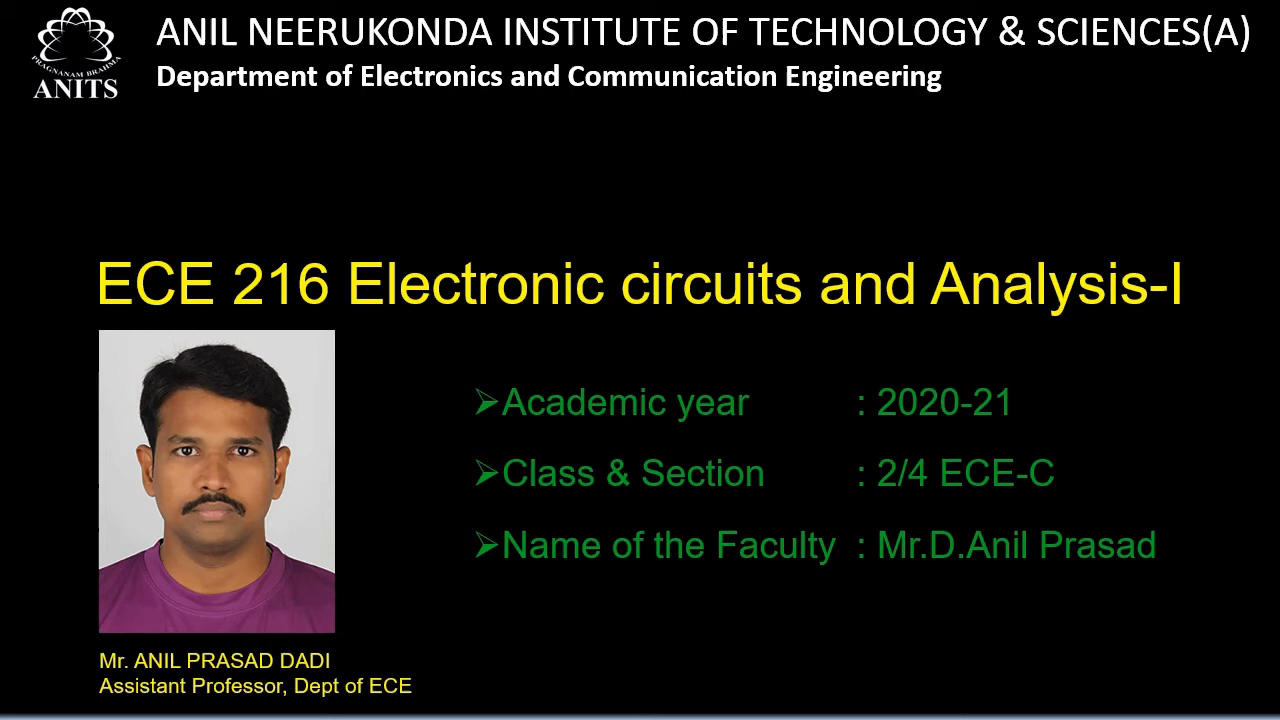 ANIL NEERUKONDA INSTITUTE OF TECHNOLOGY & SCIENCES(A)
Department of Electronics and Communication Engineering
PRAGNANAM BRAHMA
ANITS
ECE 216 Electronic circuits and Analysis-I
➢Academic year : 2020-21
➢Class & Section : 2/4 ECE-C
➢Name of the Faculty : Mr.D.Anil Prasad
Mr. ANIL PRASAD DADI
Assistant Professor, Dept of ECE